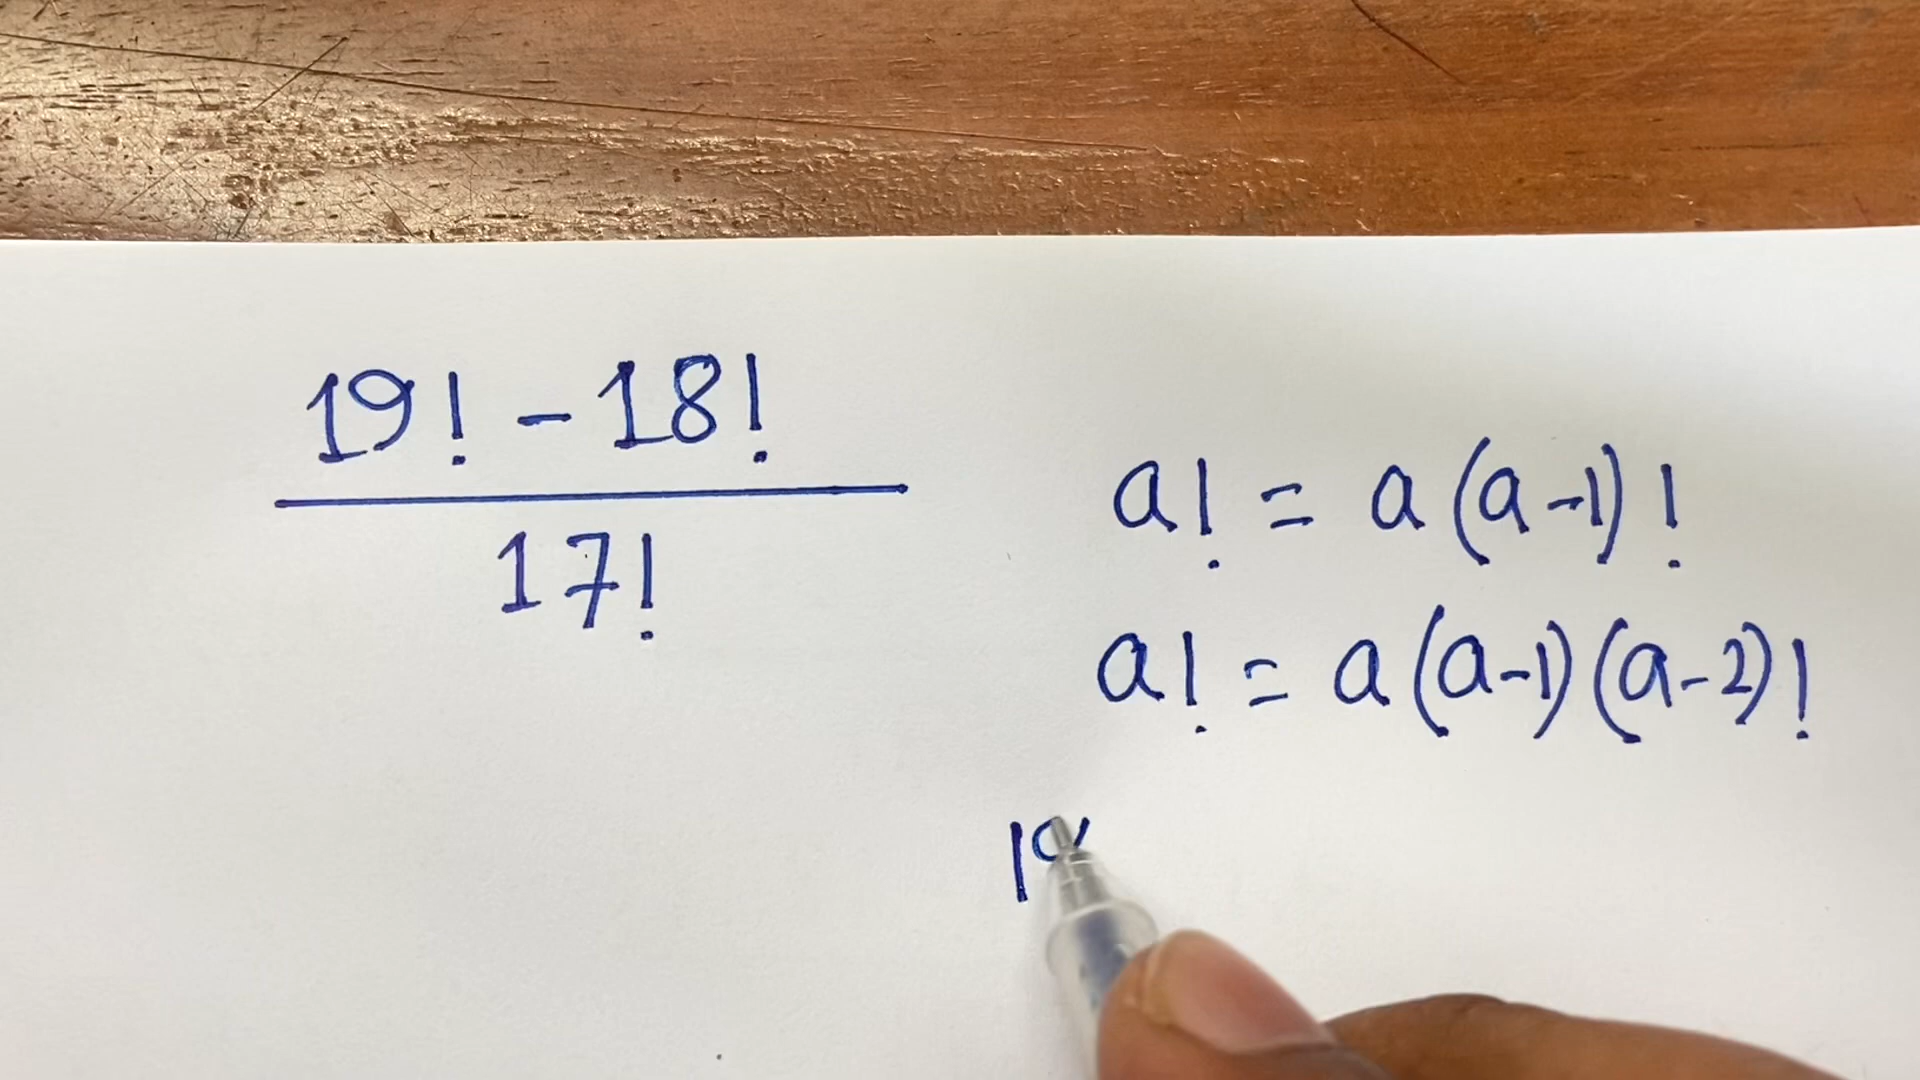 19! - 18!
17!
a! = a(a-1)!
a! = a(a-1)(a-2)!